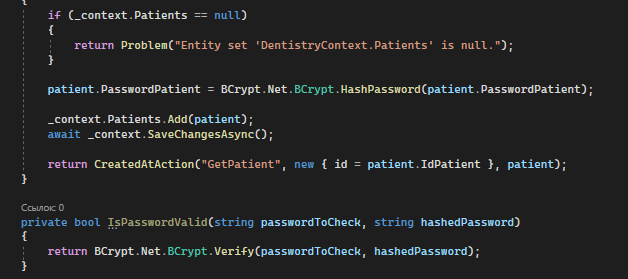 {
if (_context.Patients == null)
{
return Problem("Entity set 'DentistryContext.Patients' is null.");
}
patient.PasswordPatient = BCrypt.Net.BCrypt.HashPassword(patient.PasswordPatient);
_context.Patients.Add(patient);
await _context.SaveChangesAsync();
return CreatedAtAction("GetPatient", new { id = patient.IdPatient }, patient);
}
Ссылок: 0
private bool IsPasswordValid(string passwordToCheck, string hashedPassword)
{
return BCrypt.Net.BCrypt.Verify(passwordToCheck, hashedPassword);
}